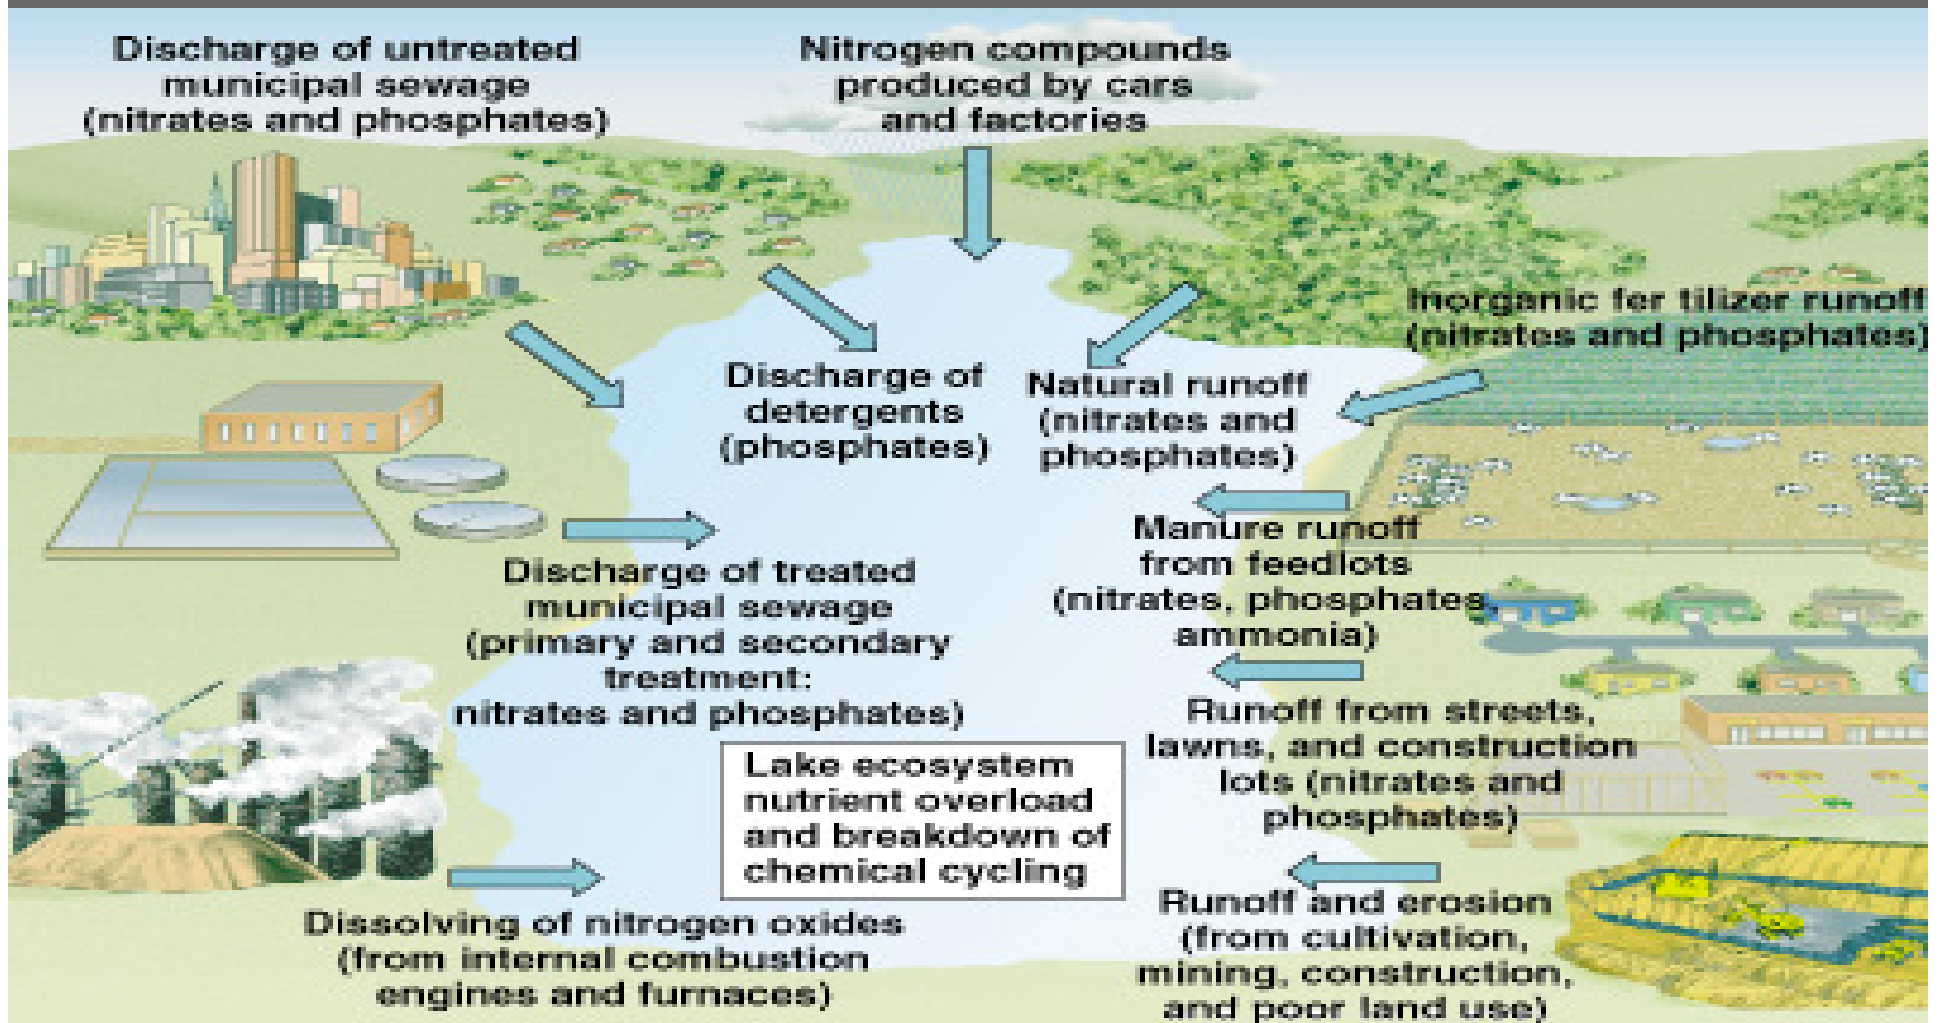 Discharge of untreated
municipal sewage
(nitrates and phosphates)
Nitrogen compounds
produced by cars
and factories
Inorganic fer tilizer runoff
(nitrates and phosphates)
Discharge of
detergents
(phosphates)
Natural runoff
(nitrates and
phosphates)
Manure runoff
from feedlots
(nitrates, phosphates,
ammonia)
Discharge of treated
municipal sewage
(primary and secondary
treatment:
nitrates and phosphates)
Runoff from streets,
lawns, and construction
lots (nitrates and
phosphates)
Lake ecosystem
nutrient overload
and breakdown of
chemical cycling
Dissolving of nitrogen oxides
(from internal combustion
engines and furnaces)
Runoff and erosion
(from cultivation,
mining, construction,
and poor land use)